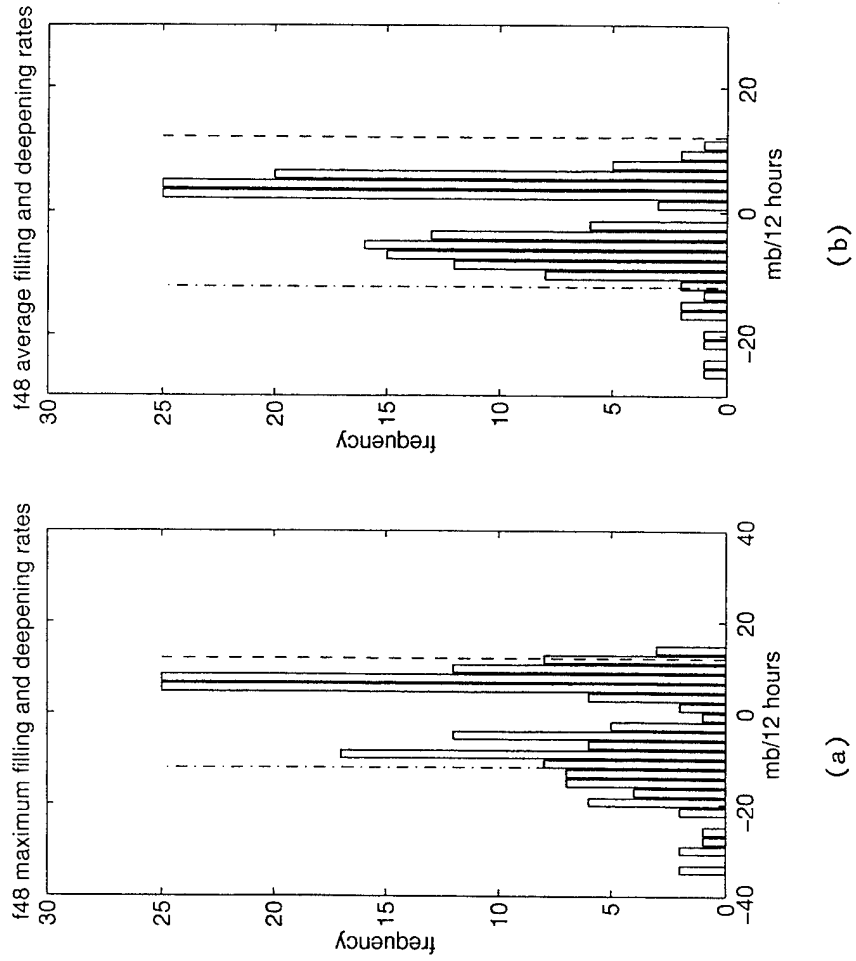 f48 maximum filling and deepening rates
30
25
20
15
10
5
0
frequency
-40
-20
0
20
40
mb/12 hours
(a)
f48 average filling and deepening rates
30
25
20
15
10
5
0
frequency
-20
0
20
mb/12 hours
(b)